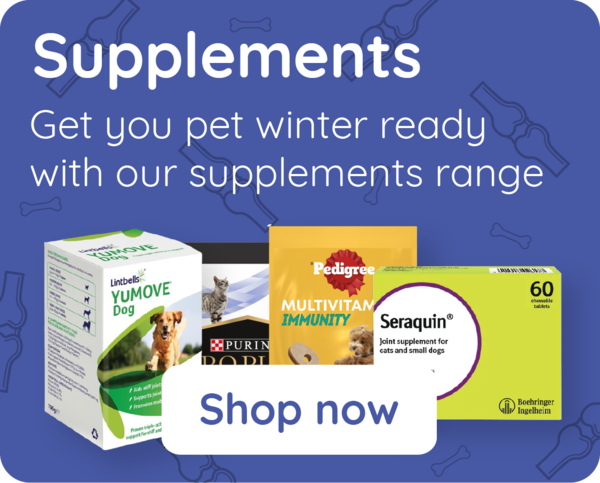 Supplements
Get you pet winter ready
with our supplements range
Lintbells
YUMOVE
Dog
PURIN
Pedigree
MULTIVITAM
IMMUNITY
Seraquin®
Joint supplement for
cats and small dogs
60
chewable
tablets
Boehringer
Ingelheim
Shop now